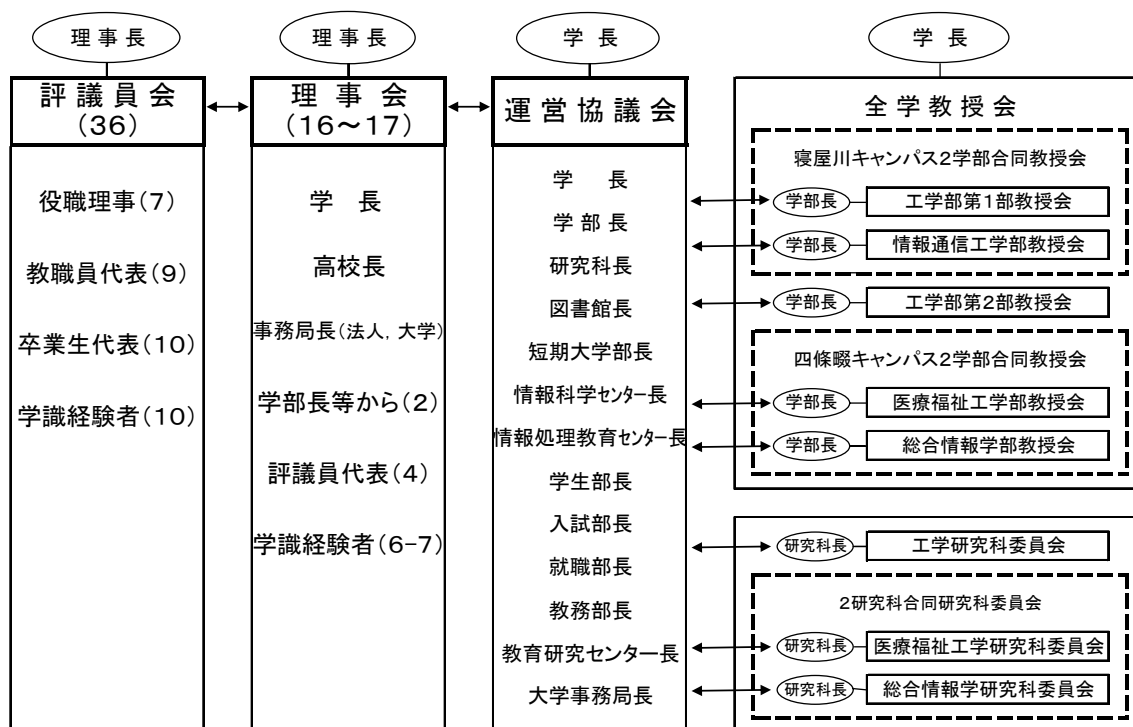 理事長
評議員会
(36)
役職理事(7)
教職員代表(9)
卒業生代表(10)
学識経験者(10)
理事長
理事会
(16～17)
学長
高校長
事務局長(法人, 大学)
学部長等から(2)
評議員代表(4)
学識経験者(6-7)
学長
運営協議会
学長
学部長
研究科長
図書館長
短期大学部長
情報科学センター長
情報処理教育センター長
学生部長
入試部長
就職部長
教務部長
教育研究センター長
大学事務局長
学長
全学教授会
寝屋川キャンパス2学部合同教授会
学部長 工学部第1部教授会
学部長 情報通信工学部教授会
学部長 工学部第2部教授会
四條畷キャンパス2学部合同教授会
学部長 医療福祉工学部教授会
学部長 総合情報学部教授会
研究科長 工学研究科委員会
2研究科合同研究科委員会
研究科長 医療福祉工学研究科委員会
研究科長 総合情報学研究科委員会